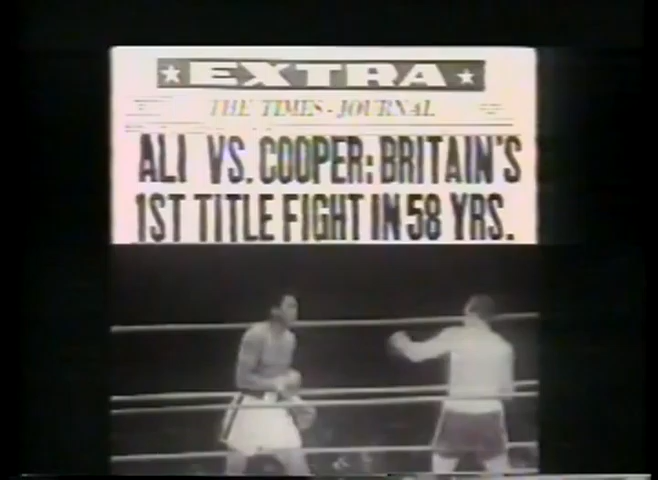 EXTRA
THE TIMES-JOURNAL
ALI VS. COOPER: BRITAIN'S
1ST TITLE FIGHT IN 58 YRS.